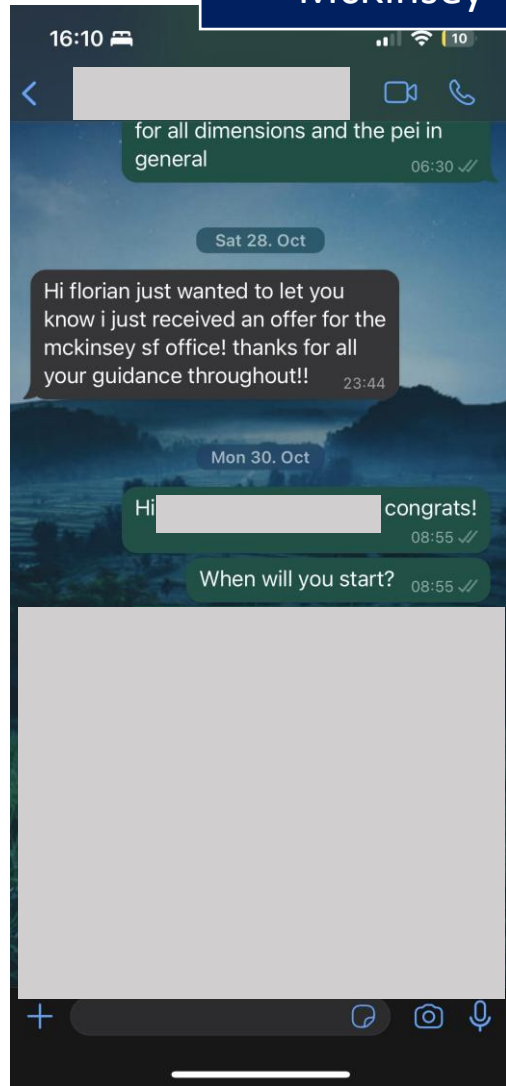 McKinsey
16:10
10
for all dimensions and the pei in
general
06:30
Sat 28. Oct
Hi florian just wanted to let you
know i just received an offer for the
mckinsey sf office! thanks for all
your guidance throughout!!
23:44
Mon 30. Oct
Hi congrats!
08:55
When will you start?
08:55